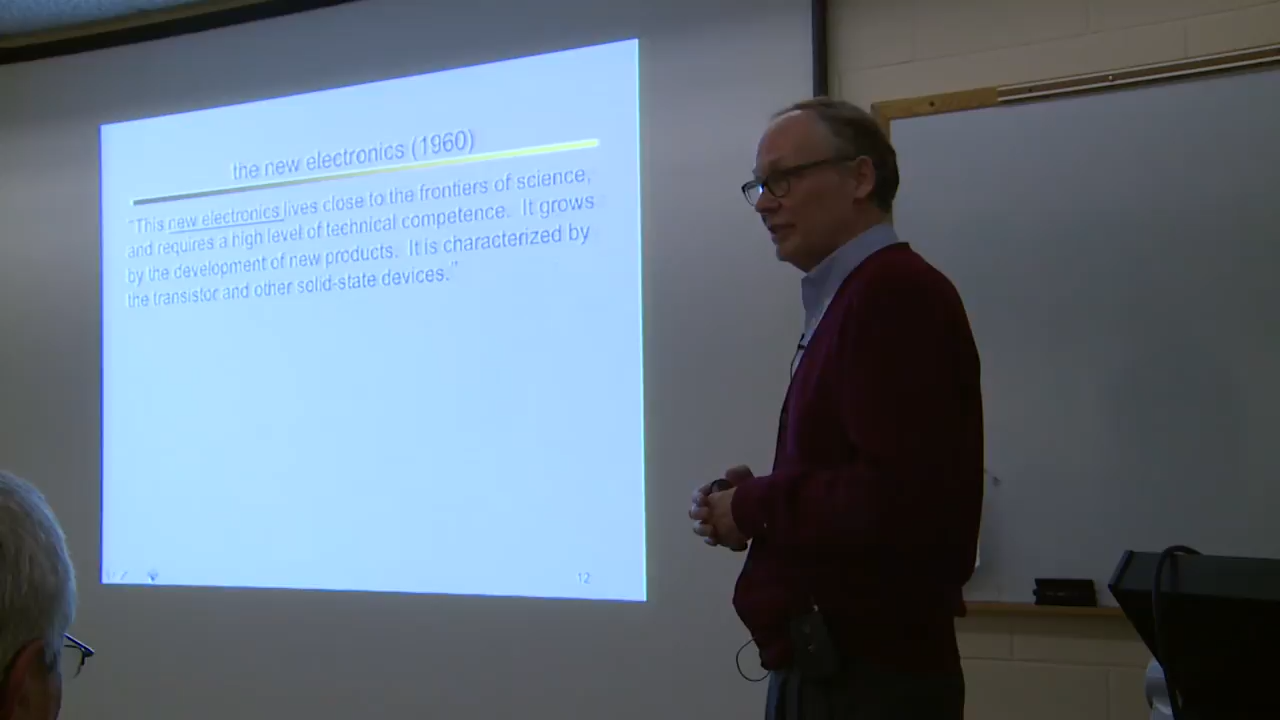 the new electronics (1960)
"This new electronics lives close to the frontiers of science,
and requires a high level of technical competence. It grows
by the development of new products. It is characterized by
the transistor and other solid-state devices."
12